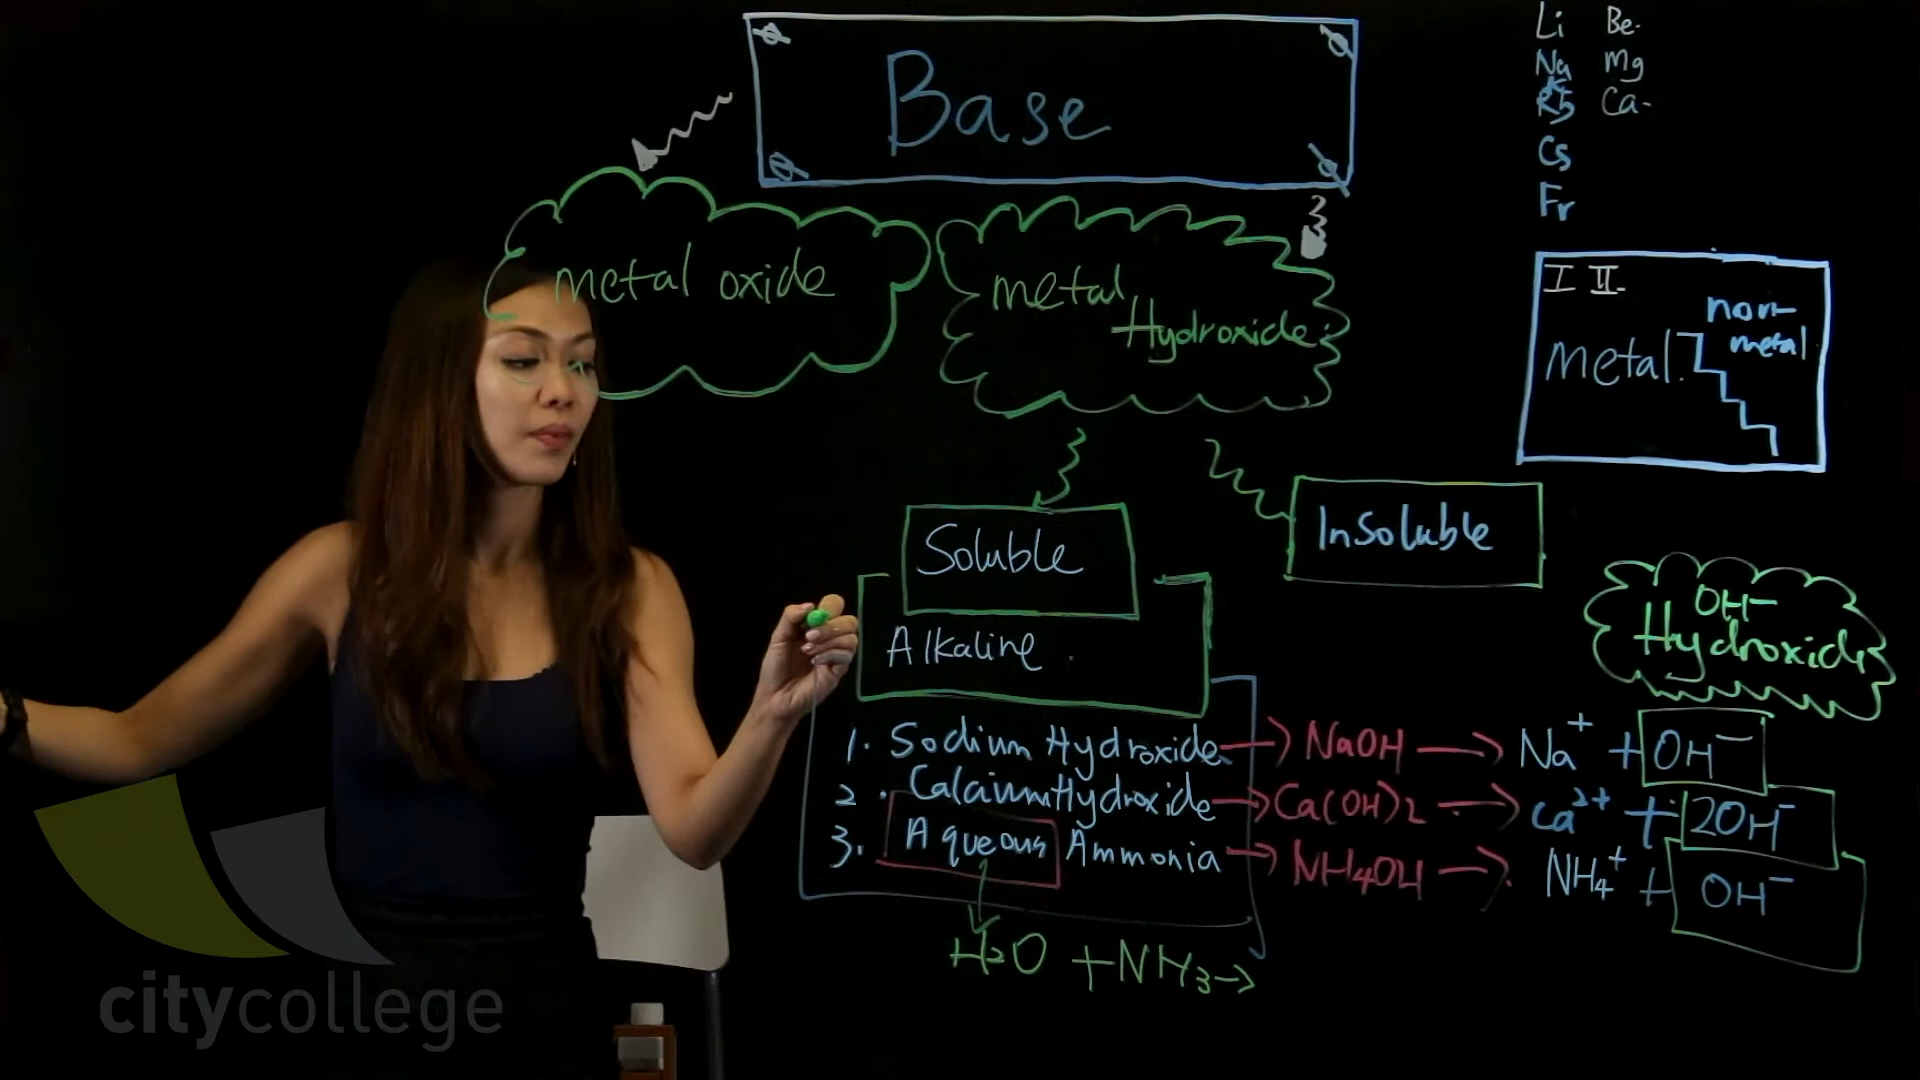 Base
Li Be
Na Mg
K
Rb Ca
Cs
Fr
metal oxide
metal
Hydroxide
I II
non-
metal
metal
Soluble
Insoluble
Alkaline
OH⁻
Hydroxide
1. Sodium Hydroxide → NaOH → Na⁺ + OH⁻
2. Calcium Hydroxide → Ca(OH)2 → Ca²⁺ + 2OH⁻
3. Aqueous Ammonia → NH4OH → NH4⁺ + OH⁻
H2O + NH3 →
citycollege